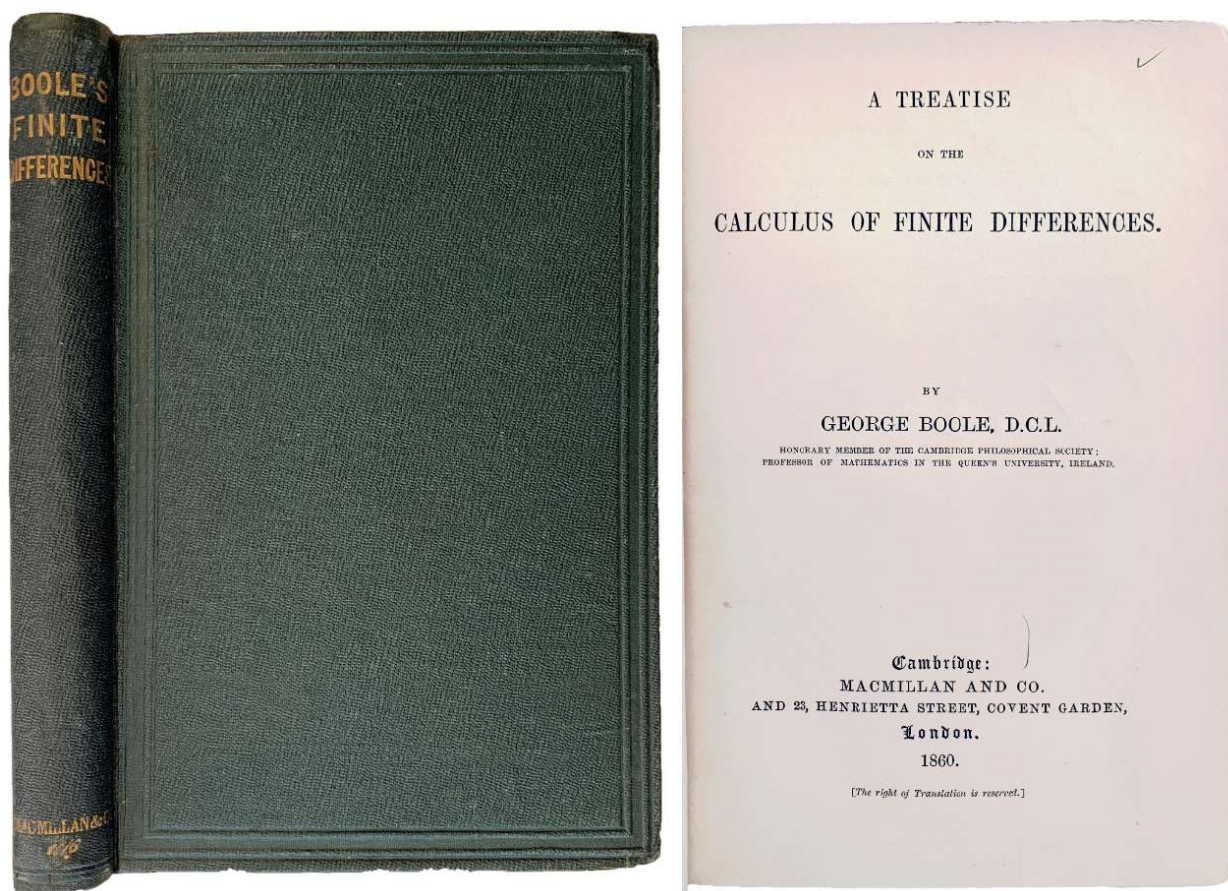 BOOLE'S
FINITE
DIFFERENCES
MACMILLAN & Co
A TREATISE
ON THE
CALCULUS OF FINITE DIFFERENCES.
BY
GEORGE BOOLE, D.C.L.
HONORARY MEMBER OF THE CAMBRIDGE PHILOSOPHICAL SOCIETY;
PROFESSOR OF MATHEMATICS IN THE QUEEN'S UNIVERSITY, IRELAND.
Cambridge:
MACMILLAN AND CO.
AND 23, HENRIETTA STREET, COVENT GARDEN,
London.
1860.
[The right of Translation is reserved.]